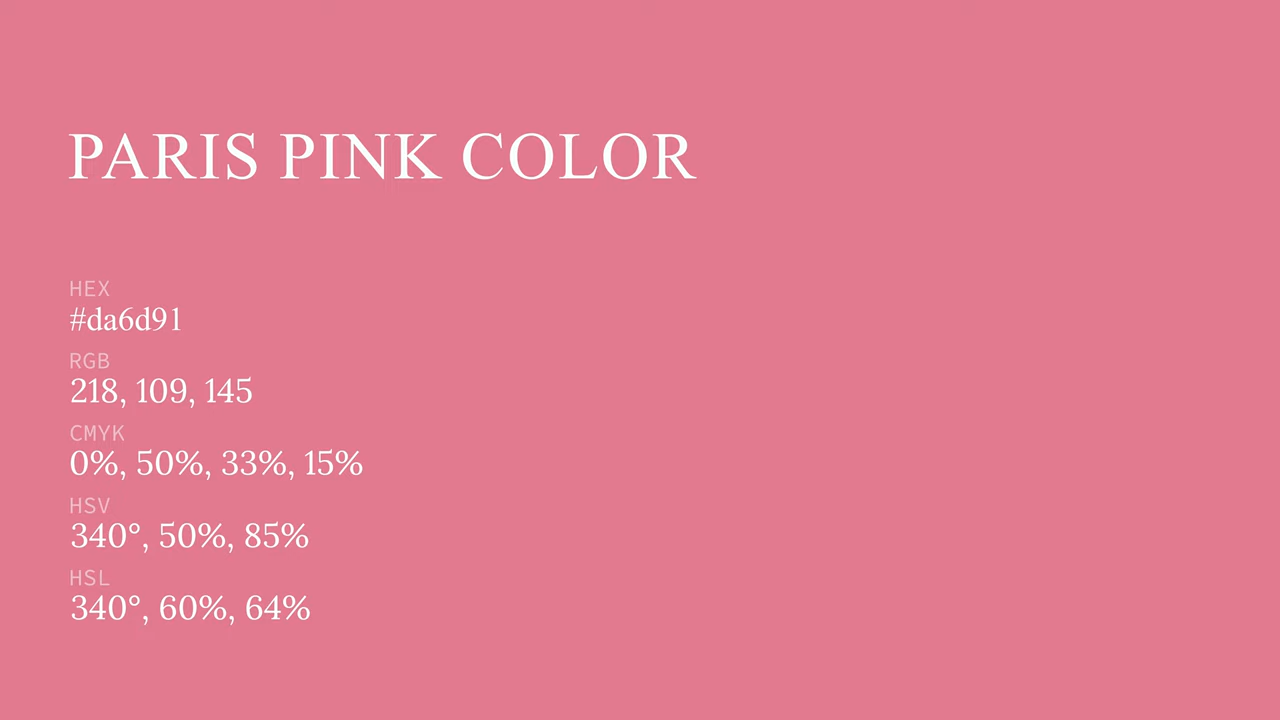 PARIS PINK COLOR
HEX
#da6d91
RGB
218, 109, 145
CMYK
0%, 50%, 33%, 15%
HSV
340°, 50%, 85%
HSL
340°, 60%, 64%